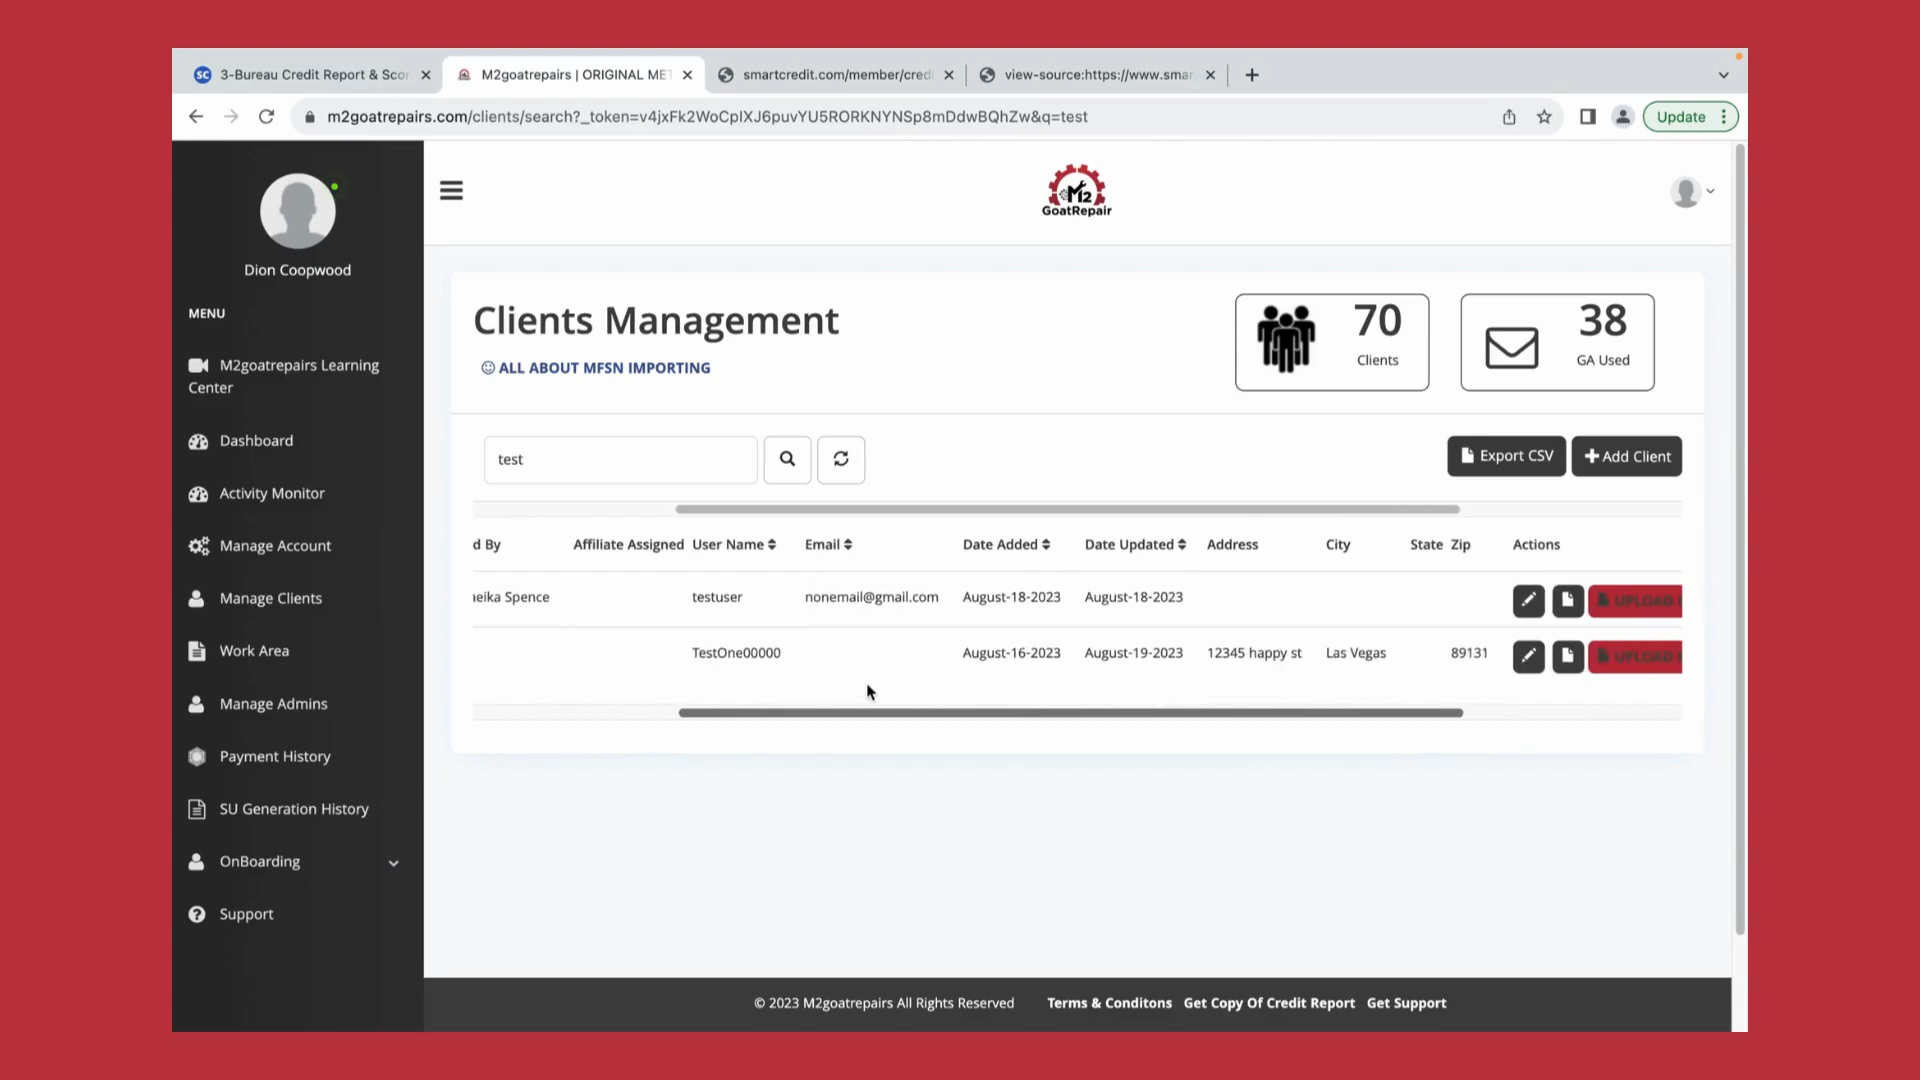 3-Bureau Credit Report & Scor
M2goatrepairs | ORIGINAL ME
smartcredit.com/member/cred
view-source:https://www.smar
m2goatrepairs.com/clients/search?_token=v4jxFk2WoCpIXJ6puvYU5RORKNYNSp8mDdwBQhZw&q=test
Update
Dion Coopwood
MENU
M2goatrepairs Learning
Center
Dashboard
Activity Monitor
Manage Account
Manage Clients
Work Area
Manage Admins
Payment History
SU Generation History
OnBoarding
Support
M2
GoatRepair
Clients Management
ALL ABOUT MFSN IMPORTING
70
Clients
38
GA Used
test
Export CSV
Add Client
d By Affiliate Assigned User Name Email Date Added Date Updated Address City State Zip Actions
eika Spence testuser nonemail@gmail.com August-18-2023 August-18-2023 UPLOAD
TestOne00000 August-16-2023 August-19-2023 12345 happy st Las Vegas 89131 UPLOAD
© 2023 M2goatrepairs All Rights Reserved Terms & Conditons Get Copy Of Credit Report Get Support